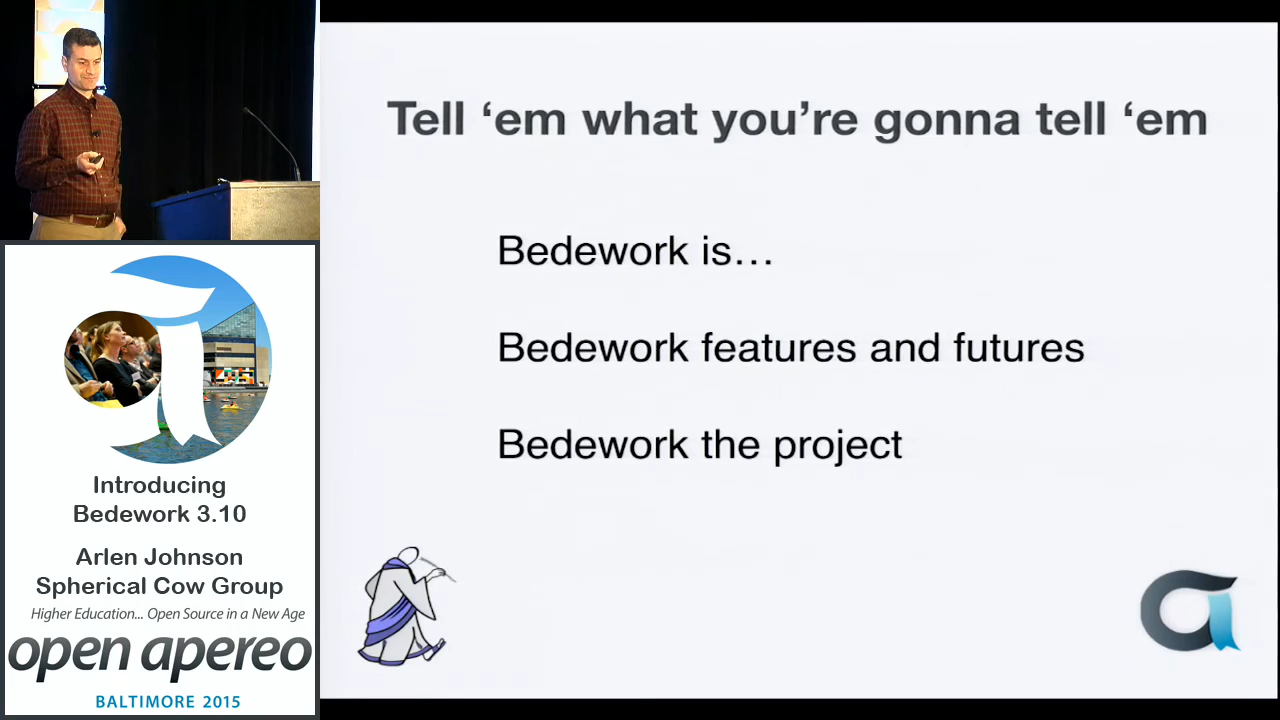 Tell ‘em what you’re gonna tell ‘em
Bedework is…
Bedework features and futures
Bedework the project
Introducing
Bedework 3.10
Arlen Johnson
Spherical Cow Group
Higher Education... Open Source in a New Age
open apereo
BALTIMORE 2015